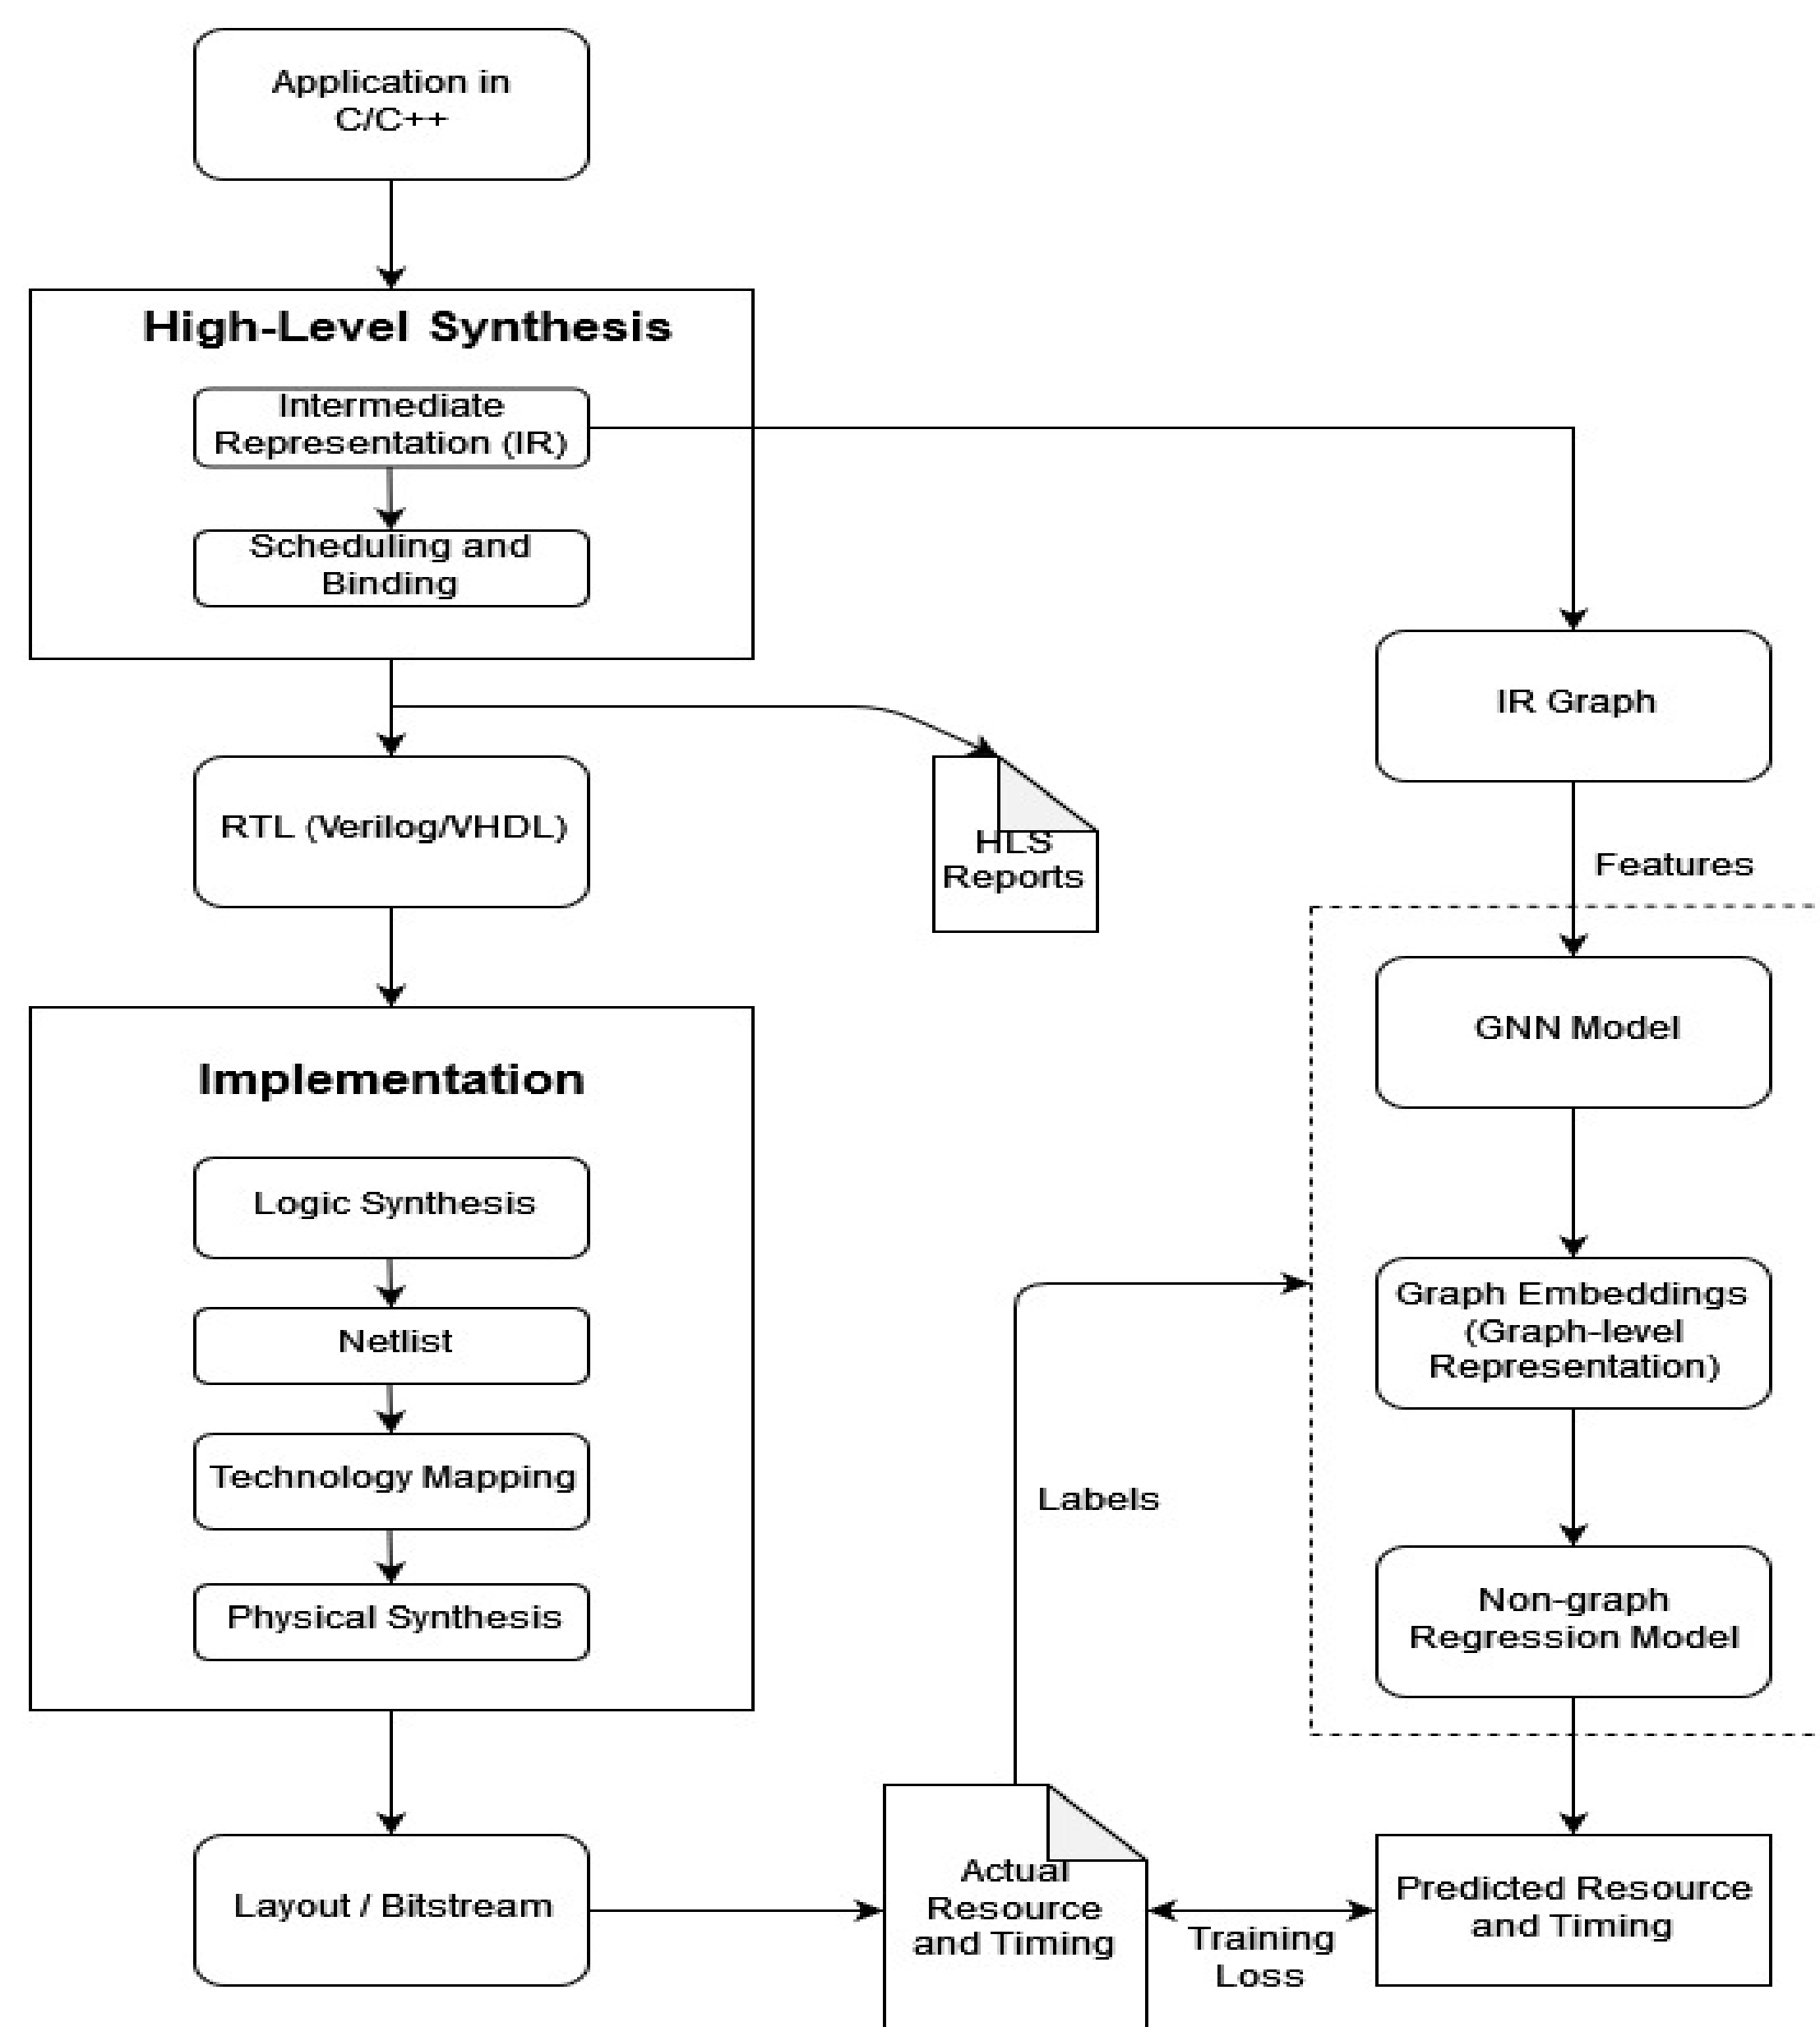 Application in
C/C++
High-Level Synthesis
Intermediate
Representation (IR)
Scheduling and
Binding
IR Graph
RTL (Verilog/VHDL)
HLS
Reports
Features
GNN Model
Implementation
Logic Synthesis
Netlist
Technology Mapping
Physical Synthesis
Graph Embeddings
(Graph-level
Representation)
Labels
Non-graph
Regression Model
Layout / Bitstream
Actual
Resource
and Timing
Training
Loss
Predicted Resource
and Timing